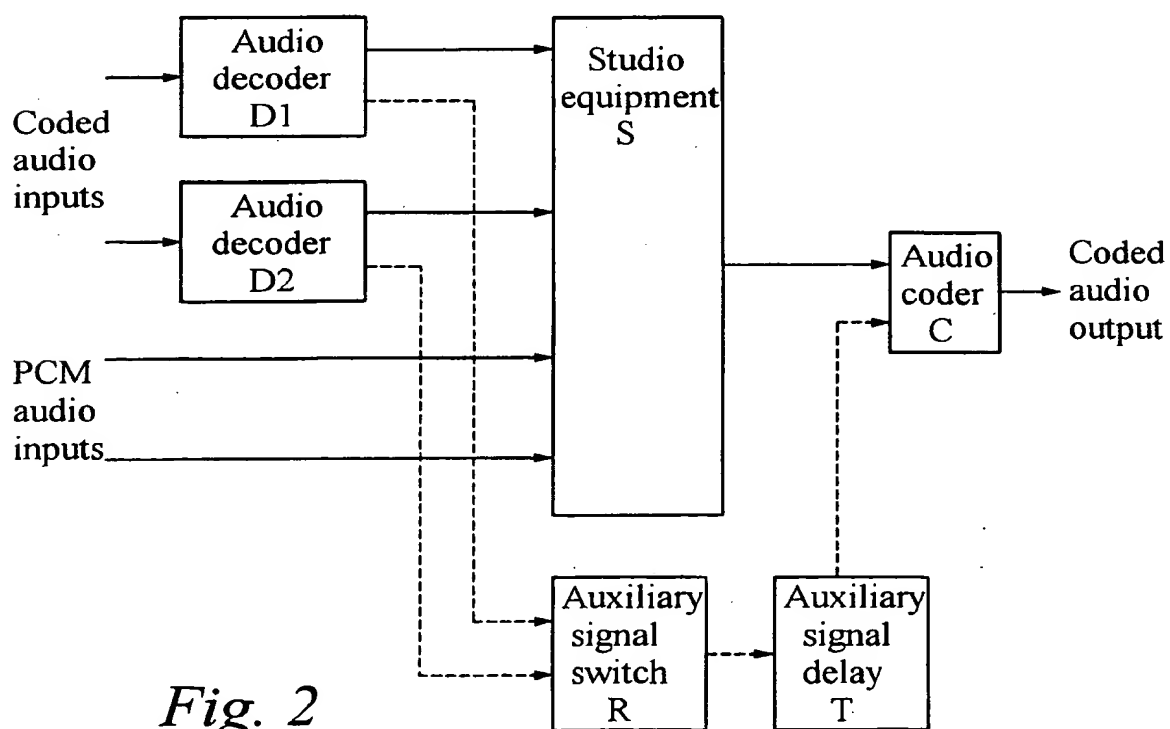 Coded
audio
inputs
Audio
decoder
D1
Audio
decoder
D2
PCM
audio
inputs
Studio
equipment
S
Audio
coder
C
Coded
audio
output
Auxiliary
signal
switch
R
Auxiliary
signal
delay
T
Fig. 2